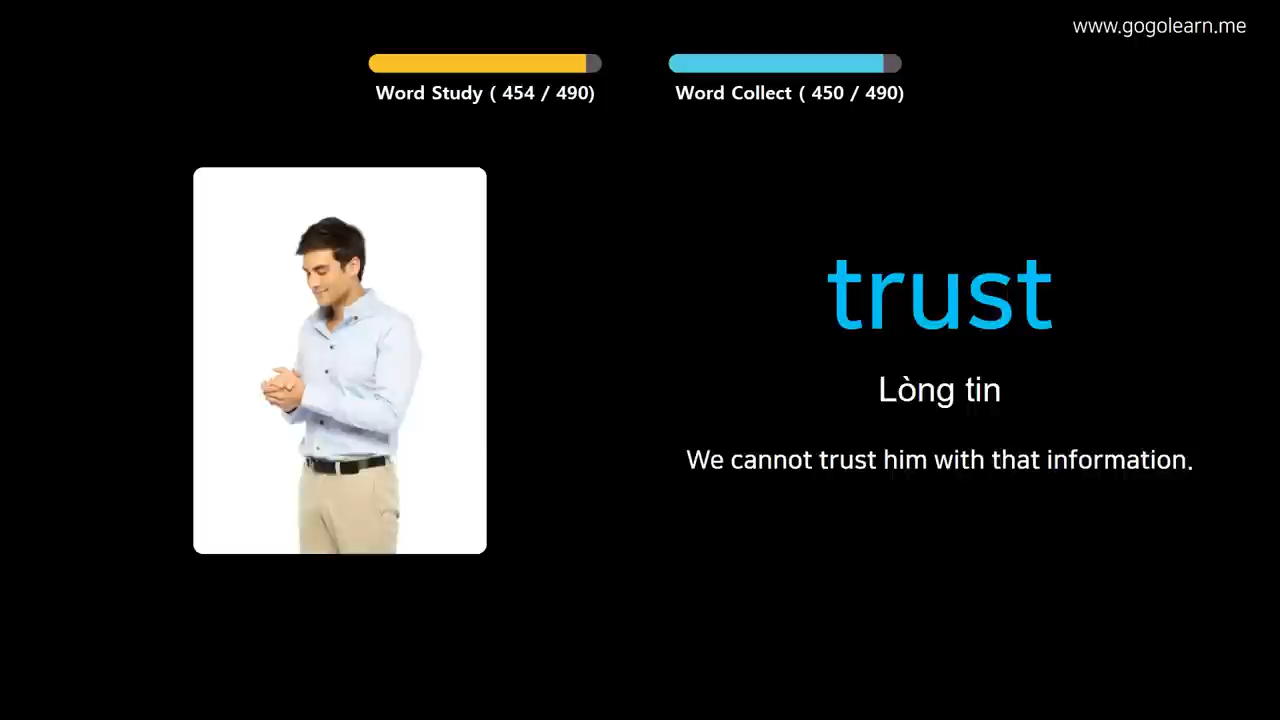 www.gogolearn.me
Word Study ( 454 / 490)
Word Collect ( 450 / 490)
trust
Lòng tin
We cannot trust him with that information.